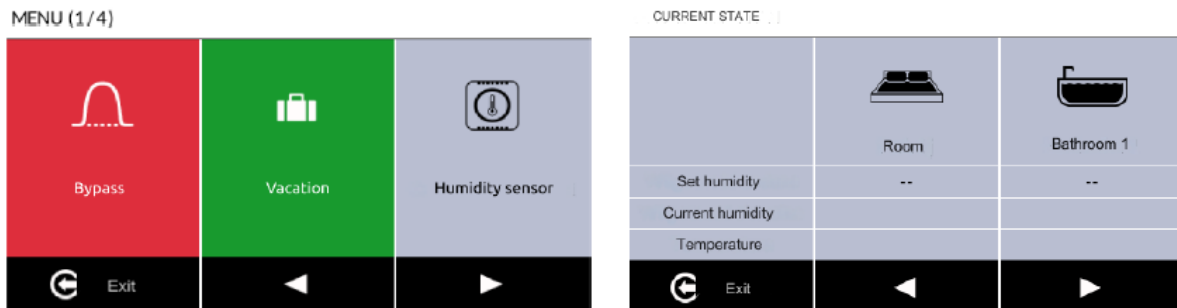 MENU (1/4)
Bypass
Vacation
Humidity sensor
Exit
CURRENT STATE
Room
Bathroom 1
Set humidity -- --
Current humidity
Temperature
Exit